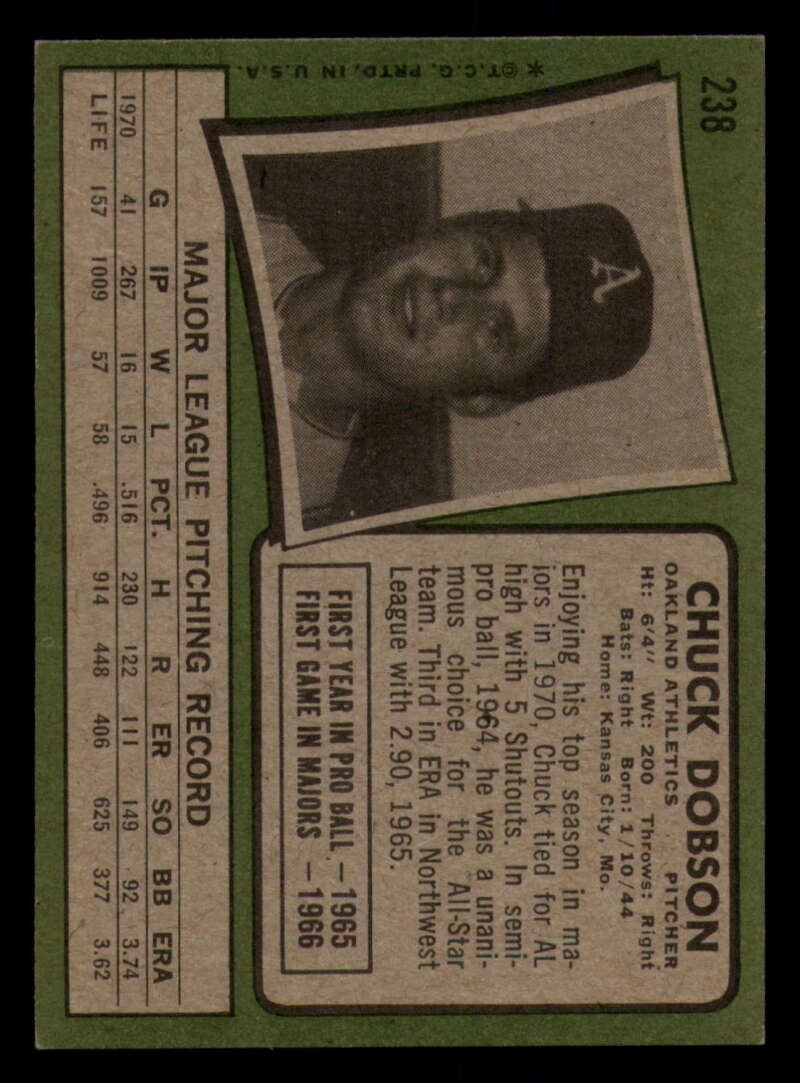 238
A
CHUCK DOBSON
OAKLAND ATHLETICS PITCHER
Ht: 6'4" Wt: 200 Throws: Right
Bats: Right Born: 1/10/44
Home: Kansas City, Mo.
Enjoying his top season in ma-
jors in 1970, Chuck tied for AL
high with 5 Shutouts. In semi-
pro ball, 1964, he was a unani-
mous choice for the All-Star
team. Third in ERA in Northwest
League with 2.90, 1965.
FIRST YEAR IN PRO BALL – 1965
FIRST GAME IN MAJORS – 1966
MAJOR LEAGUE PITCHING RECORD
G IP W L PCT. H R ER SO BB ERA
1970 41 267 16 15 .516 230 122 111 149 92 3.74
LIFE 157 1009 57 58 .496 914 448 406 625 377 3.62
*©T.C.G. PRTD. IN U.S.A.